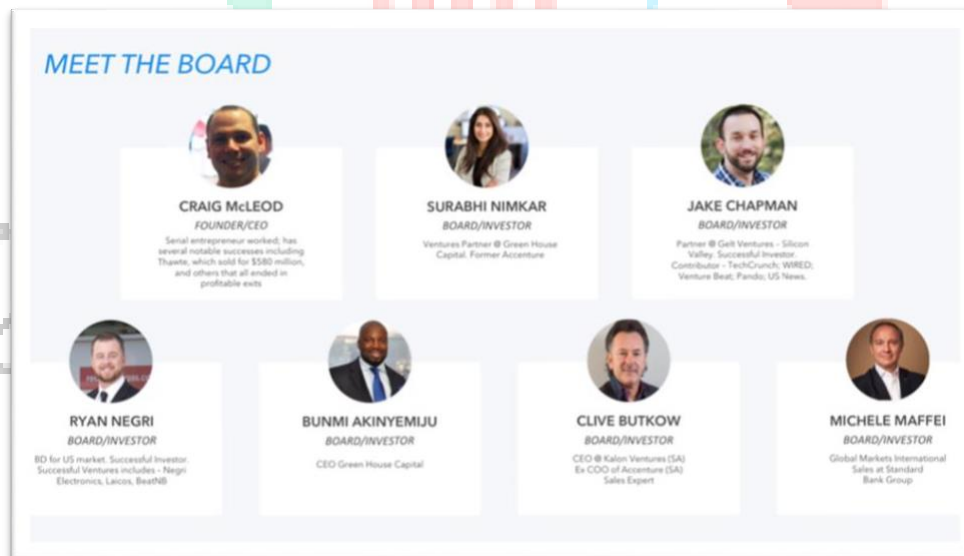 MEET THE BOARD
CRAIG McLEOD
FOUNDER/CEO
Serial entrepreneur worked; has
several notable successes including
Thawte, which sold for $580 million,
and others that all ended in
profitable exits
SURABHI NIMKAR
BOARD/INVESTOR
Ventures Partner @ Green House
Capital. Former Accenture
JAKE CHAPMAN
BOARD/INVESTOR
Partner @ Gelt Ventures - Silicon
Valley. Successful Investor.
Contributor - TechCrunch; WIRED;
Venture Beat; Pando; US News.
RYAN NEGRI
BOARD/INVESTOR
BD for US market. Successful Investor.
Successful Ventures includes - Negri
Electronics, Laicos, BeatNB
BUNMI AKINYEMIJU
BOARD/INVESTOR
CEO Green House Capital
CLIVE BUTKOW
BOARD/INVESTOR
CEO @ Kalon Ventures (SA)
Ex COO of Accenture (SA)
Sales Expert
MICHELE MAFFEI
BOARD/INVESTOR
Global Markets International
Sales at Standard
Bank Group